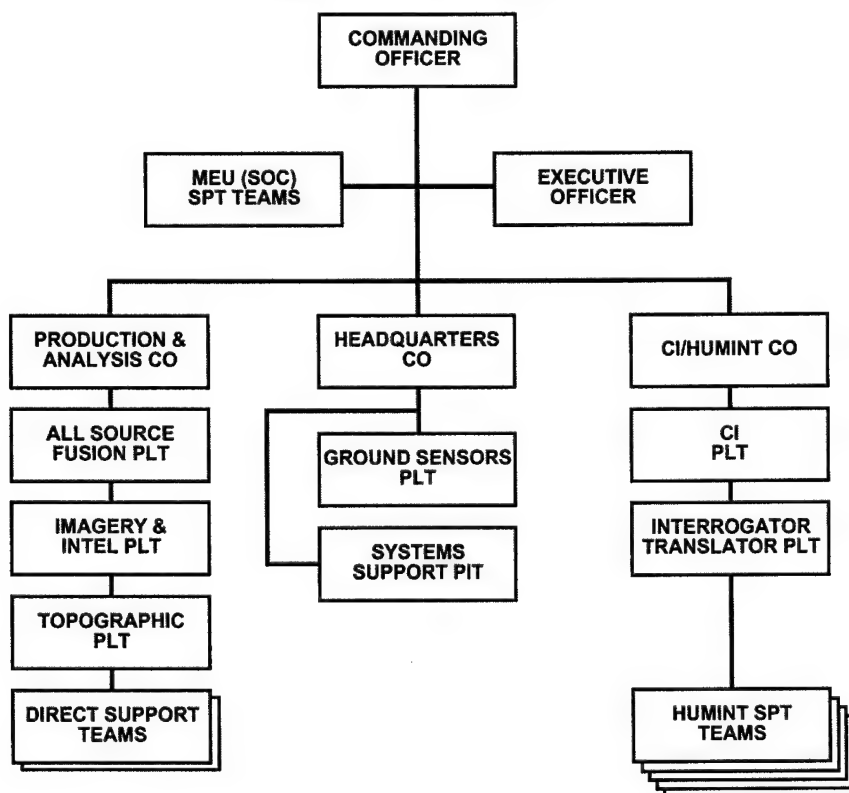 COMMANDING
OFFICER
MEU (SOC)
SPT TEAMS
EXECUTIVE
OFFICER
PRODUCTION &
ANALYSIS CO
HEADQUARTERS
CO
CI/HUMINT CO
ALL SOURCE
FUSION PLT
GROUND SENSORS
PLT
CI
PLT
IMAGERY &
INTEL PLT
SYSTEMS
SUPPORT PIT
INTERROGATOR
TRANSLATOR PLT
TOPOGRAPHIC
PLT
DIRECT SUPPORT
TEAMS
HUMINT SPT
TEAMS